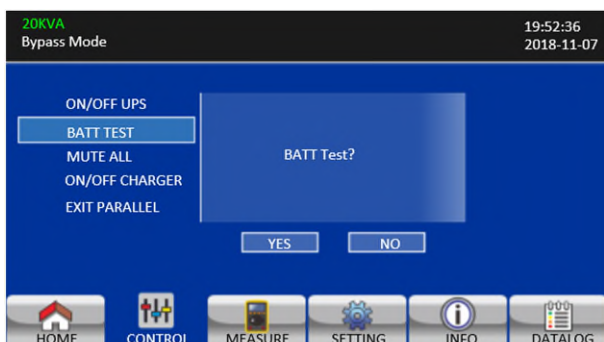 20KVA
Bypass Mode
19:52:36
2018-11-07
ON/OFF UPS
BATT TEST
MUTE ALL
ON/OFF CHARGER
EXIT PARALLEL
BATT Test?
YES
NO
HOME
CONTROL
MEASURE
SETTING
INFO
DATALOG